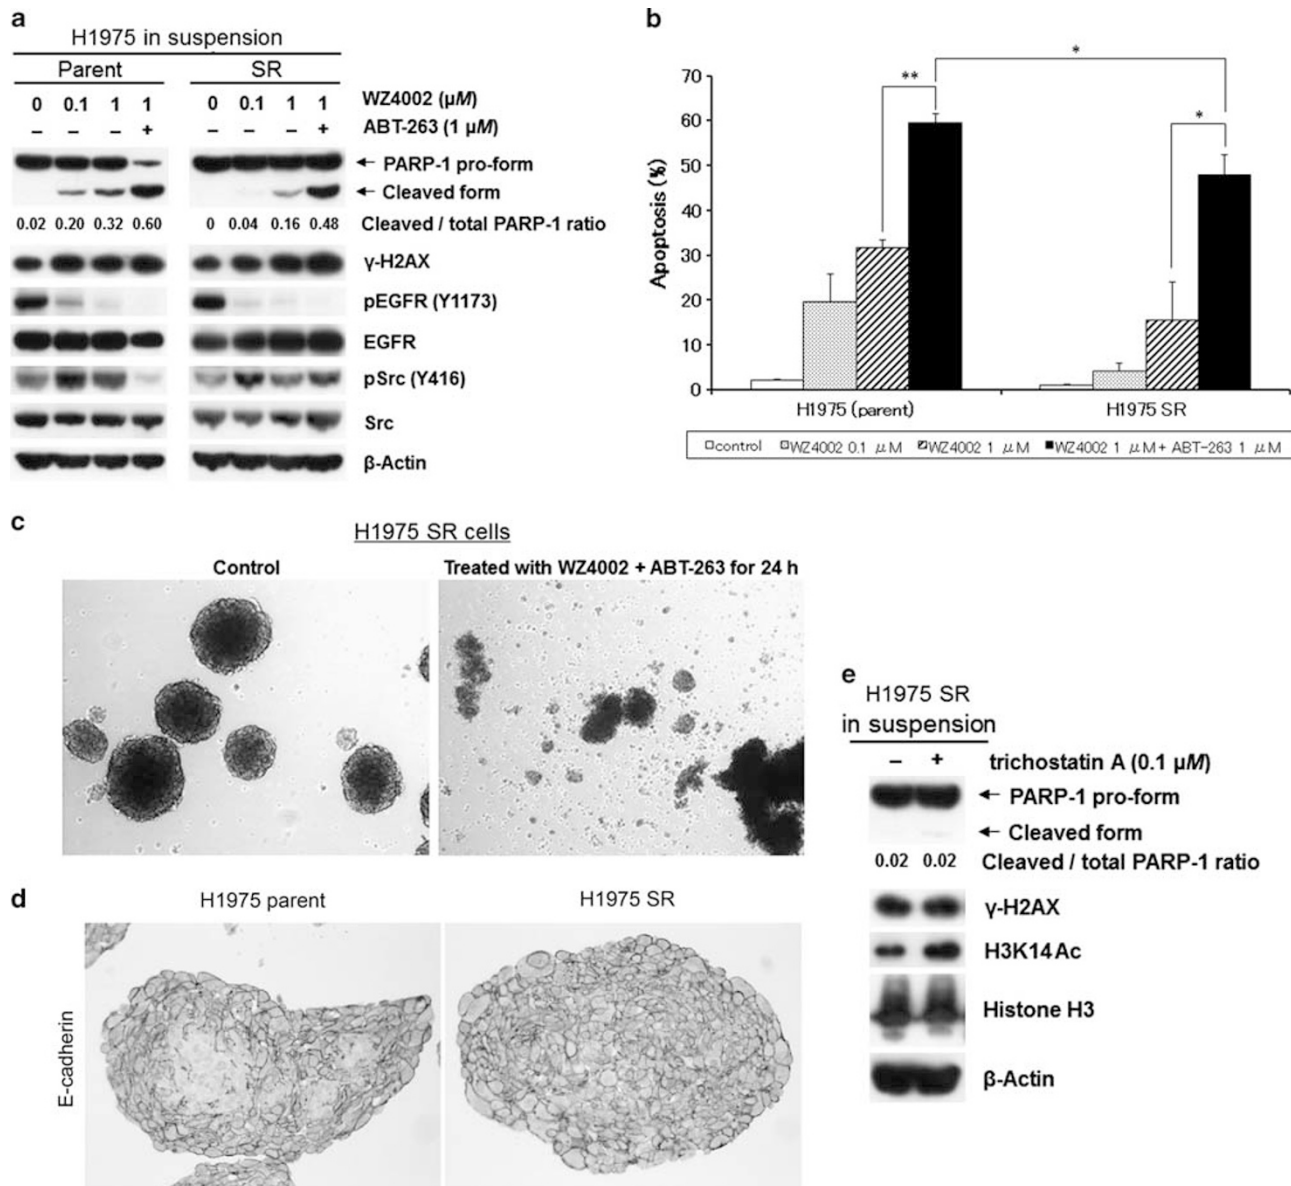 a
H1975 in suspension
Parent SR
0 0.1 1 1 0 0.1 1 1 WZ4002 (µM)
– – – + – – – + ABT-263 (1 µM)
← PARP-1 pro-form
← Cleaved form
0.02 0.20 0.32 0.60 0 0.04 0.16 0.48 Cleaved / total PARP-1 ratio
γ-H2AX
pEGFR (Y1173)
EGFR
pSrc (Y416)
Src
β-Actin
b
Apoptosis (%)
70
60
50
40
30
20
10
0
**
*
*
H1975 (parent) H1975 SR
control WZ4002 0.1 μM WZ4002 1 μM WZ4002 1 μM + ABT-263 1 μM
c
H1975 SR cells
Control Treated with WZ4002 + ABT-263 for 24 h
d
H1975 parent H1975 SR
E-cadherin
e
H1975 SR
in suspension
– + trichostatin A (0.1 µM)
← PARP-1 pro-form
← Cleaved form
0.02 0.02 Cleaved / total PARP-1 ratio
γ-H2AX
H3K14Ac
Histone H3
β-Actin